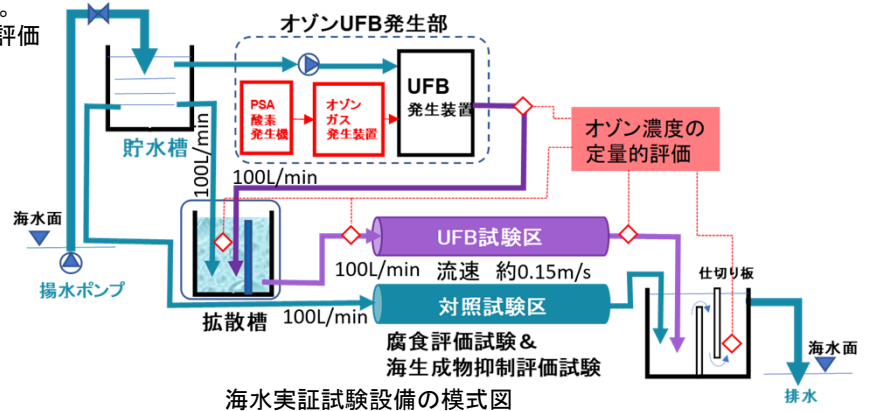 。
評価
オゾンUFB発生部
PSA
酸素
発生機
オゾン
ガス
発生装置
UFB
発生装置
オゾン濃度の
定量的評価
貯水槽
100L/min
100L/min
海水面
揚水ポンプ
拡散槽
UFB試験区
100L/min 流速 約0.15m/s
100L/min
対照試験区
腐食評価試験&
海生成物抑制評価試験
仕切り板
海水面
排水
海水実証試験設備の模式図